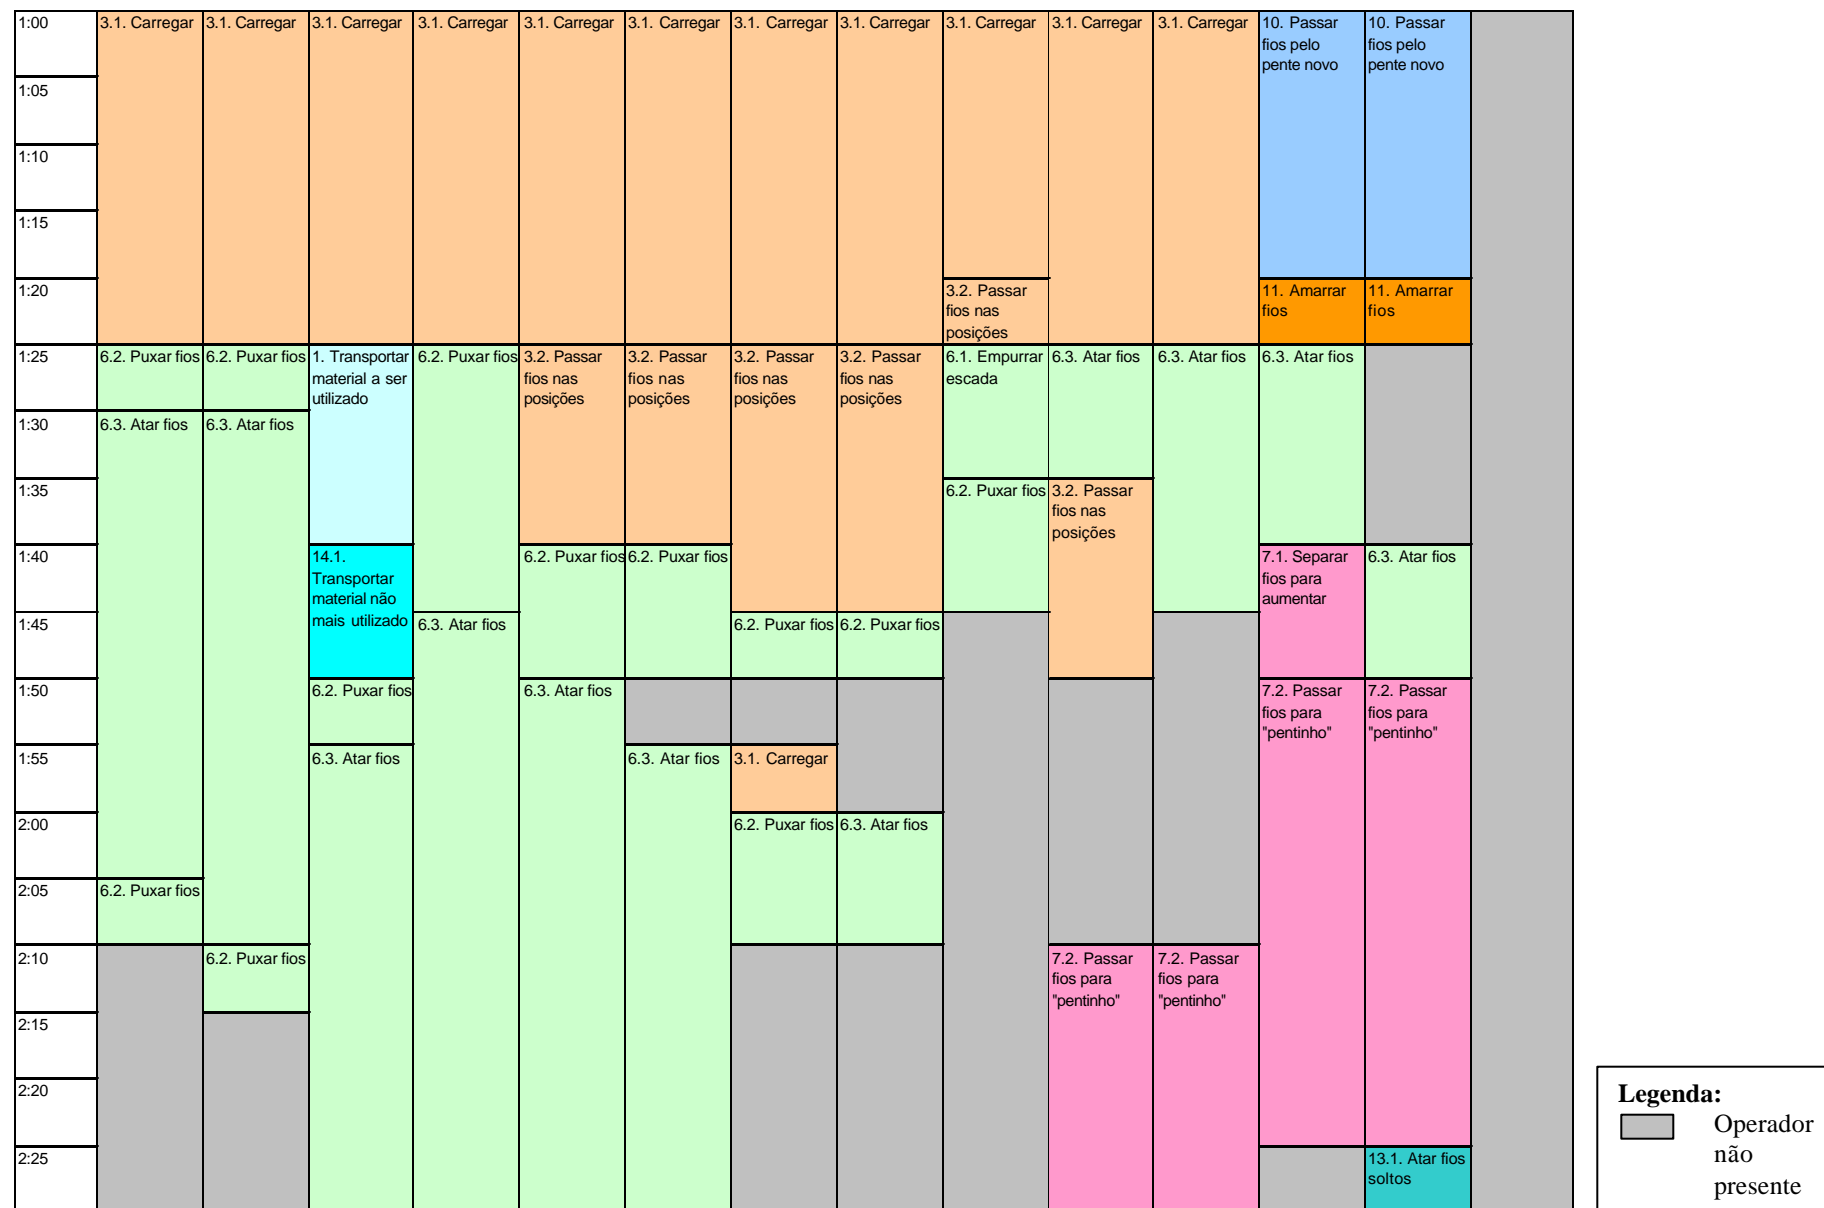 1:00 3.1. Carregar 3.1. Carregar 3.1. Carregar 3.1. Carregar 3.1. Carregar 3.1. Carregar 3.1. Carregar 3.1. Carregar 3.1. Carregar 3.1. Carregar 3.1. Carregar 10. Passar 10. Passar
fios pelo fios pelo
pente novo pente novo
1:05
1:10
1:15
1:20 3.2. Passar 11. Amarrar 11. Amarrar
fios nas fios fios
posições
1:25 6.2. Puxar fios 6.2. Puxar fios 1. Transportar 6.2. Puxar fios 3.2. Passar 3.2. Passar 3.2. Passar 3.2. Passar 6.1. Empurrar 6.3. Atar fios 6.3. Atar fios 6.3. Atar fios
material a ser fios nas fios nas fios nas fios nas escada
utilizado posições posições posições posições
1:30 6.3. Atar fios 6.3. Atar fios
1:35 6.2. Puxar fios 3.2. Passar
fios nas
posições
1:40 14.1. 6.2. Puxar fios 6.2. Puxar fios 7.1. Separar 6.3. Atar fios
Transportar fios para
material não aumentar
mais utilizado
1:45 6.3. Atar fios 6.2. Puxar fios 6.2. Puxar fios
1:50 6.2. Puxar fios 6.3. Atar fios 7.2. Passar 7.2. Passar
fios para fios para
"pentinho" "pentinho"
1:55 6.3. Atar fios 6.3. Atar fios 3.1. Carregar
2:00 6.2. Puxar fios 6.3. Atar fios
2:05 6.2. Puxar fios
2:10 6.2. Puxar fios 7.2. Passar 7.2. Passar
fios para fios para
"pentinho" "pentinho"
2:15
2:20
2:25 13.1. Atar fios
soltos
Legenda:
Operador
não
presente